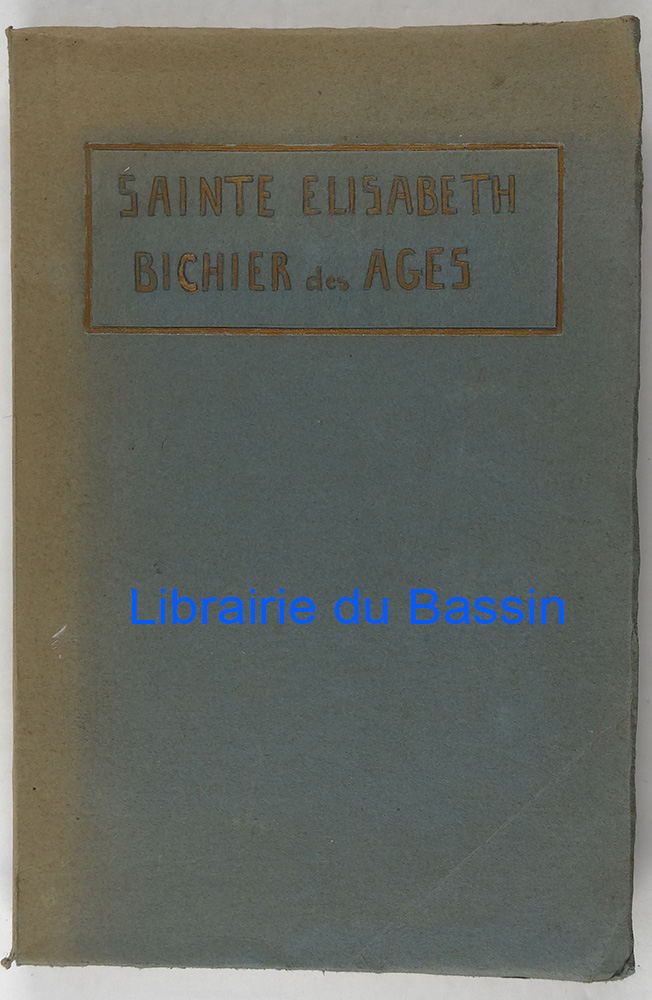 SAINTE ELISABETH
BICHIER des AGES
Librairie du Bassin